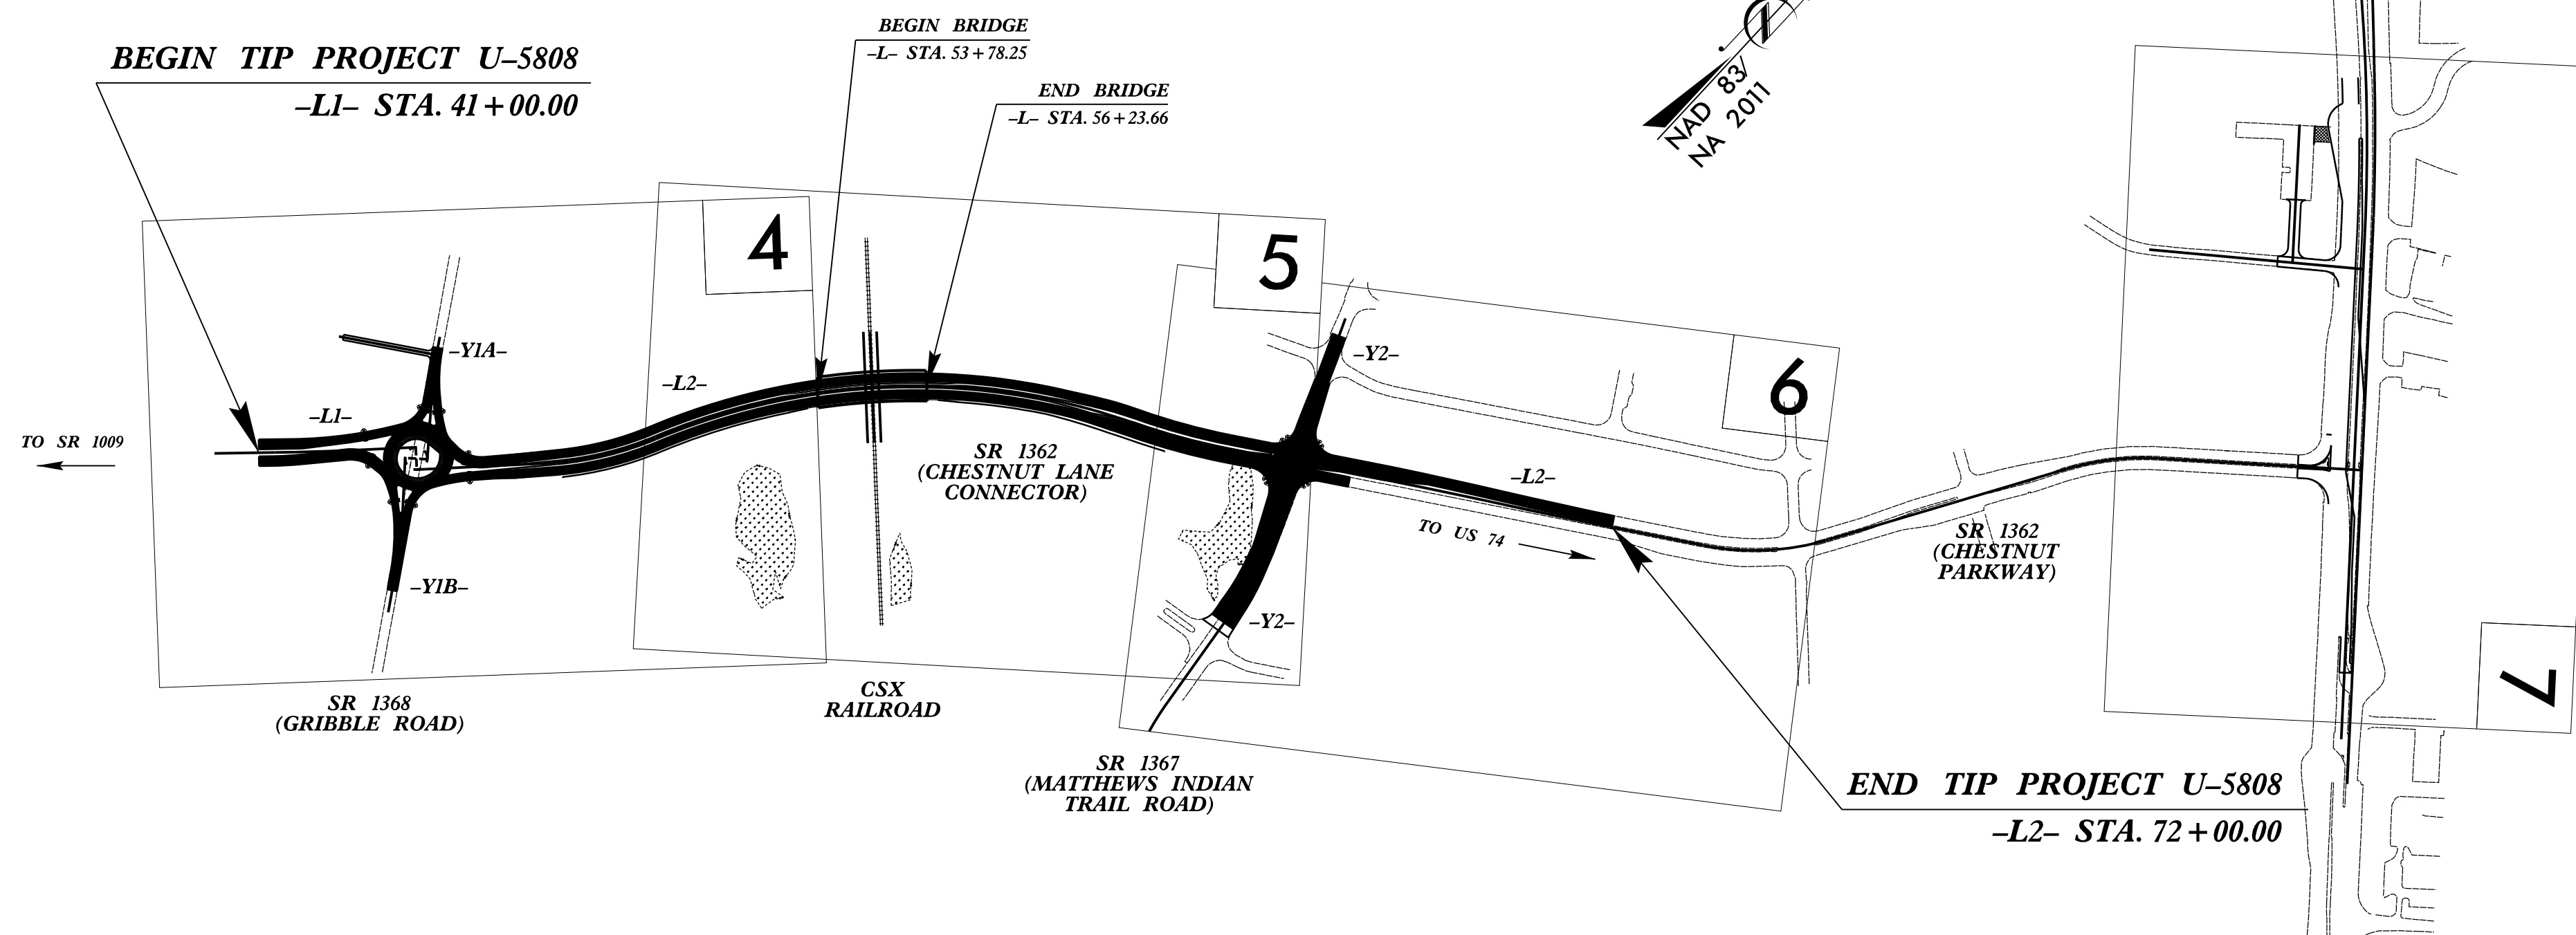 BEGIN TIP PROJECT U–5808
–L1– STA. 41+00.00
BEGIN BRIDGE
–L– STA. 53+78.25
END BRIDGE
–L– STA. 56+23.66
NAD 83/
NA 2011
4
5
6
7
–Y1A–
–L1–
–L2–
–Y2–
TO SR 1009
SR 1362
(CHESTNUT LANE
CONNECTOR)
–L2–
TO US 74
SR 1362
(CHESTNUT
PARKWAY)
–Y1B–
–Y2–
SR 1368
(GRIBBLE ROAD)
CSX
RAILROAD
SR 1367
(MATTHEWS INDIAN
TRAIL ROAD)
END TIP PROJECT U–5808
–L2– STA. 72+00.00